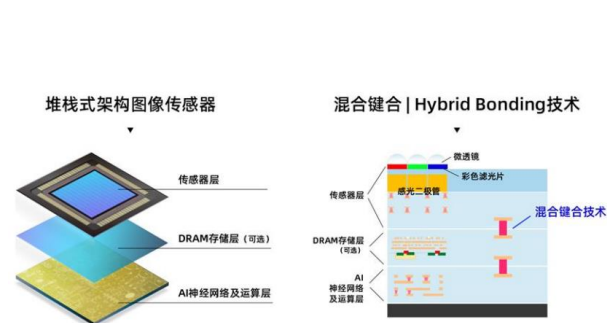 堆栈式架构图像传感器
▼
传感器层
DRAM存储层（可选）
AI神经网络及运算层
混合键合 | Hybrid Bonding技术
▼
微透镜
彩色滤光片
感光二极管
传感器层
混合键合技术
DRAM存储层
（可选）
AI
神经网络
及运算层